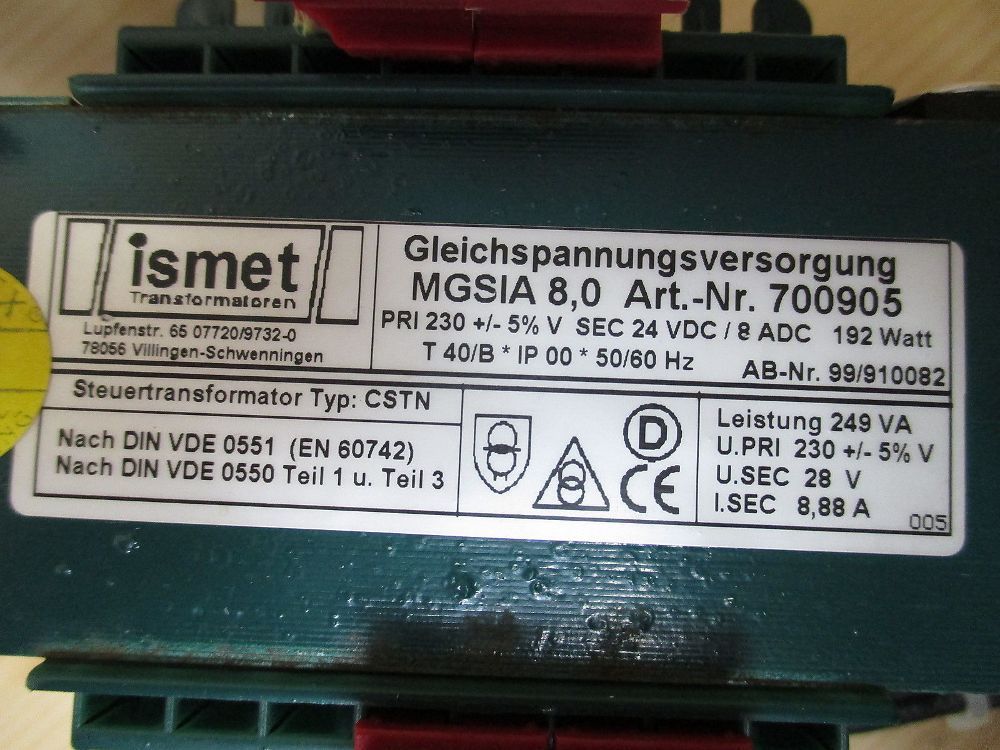 ismet
Transformatoren
Lupfenstr. 65 07720/9732-0
78056 Villingen-Schwenningen
Gleichspannungsversorgung
MGSIA 8,0 Art.-Nr. 700905
PRI 230 +/- 5% V SEC 24 VDC / 8 ADC 192 Watt
T 40/B * IP 00 * 50/60 Hz
AB-Nr. 99/910082
Steuertransformator Typ: CSTN
Nach DIN VDE 0551 (EN 60742)
Nach DIN VDE 0550 Teil 1 u. Teil 3
D
CE
Leistung 249 VA
U.PRI 230 +/- 5% V
U.SEC 28 V
I.SEC 8,88 A
005